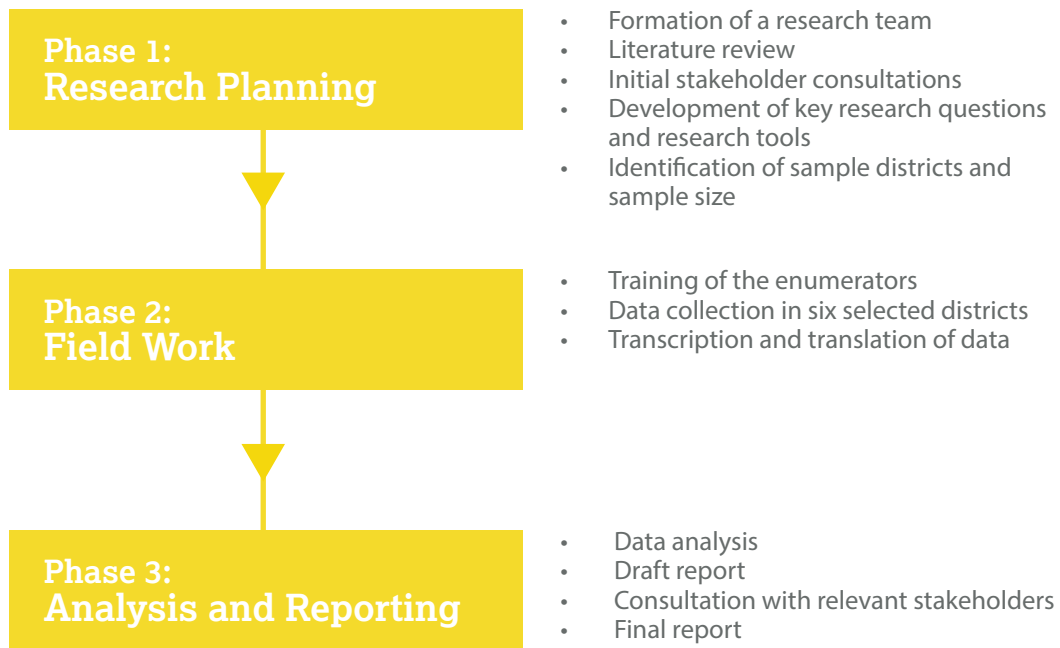 Phase 1:
Research Planning
• Formation of a research team
• Literature review
• Initial stakeholder consultations
• Development of key research questions
and research tools
• Identification of sample districts and
sample size
Phase 2:
Field Work
• Training of the enumerators
• Data collection in six selected districts
• Transcription and translation of data
Phase 3:
Analysis and Reporting
• Data analysis
• Draft report
• Consultation with relevant stakeholders
• Final report